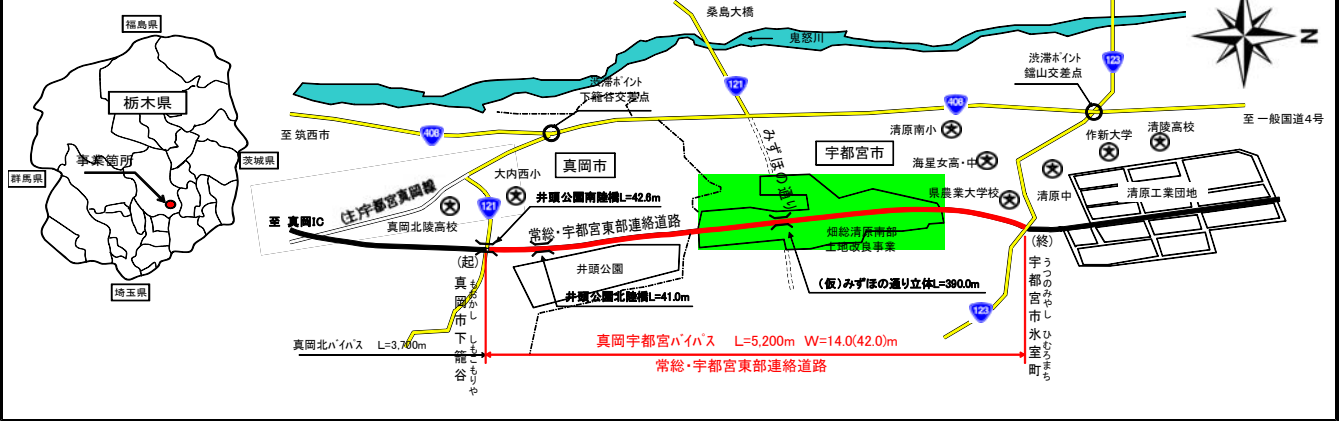 福島県
栃木県
事業箇所
群馬県
茨城県
埼玉県
桑島大橋
鬼怒川
N
渋滞ポイント
下籠谷交差点
渋滞ポイント
鐺山交差点
121
123
408
408
至 筑西市
至 一般国道4号
みずほの通り
清原南小
作新大学
清陵高校
真岡市
宇都宮市
海星女高・中
大内西小
(主)宇都宮真岡線
県農業大学校
清原中
清原工業団地
121
井頭公園南陸橋L=42.6m
至 真岡IC
真岡北陵高校
常総・宇都宮東部連絡道路
畑総清原南部
土地改良事業
(起)
(終)
井頭公園
井頭公園北陸橋L=41.0m
(仮)みずほの通り立体L=390.0m
123
真岡市下籠谷
もおかし しもこもりや
宇都宮市氷室町
うつのみやし ひむろまち
真岡北バイパス L=3,700m
真岡宇都宮バイパス L=5,200m W=14.0(42.0)m
常総・宇都宮東部連絡道路